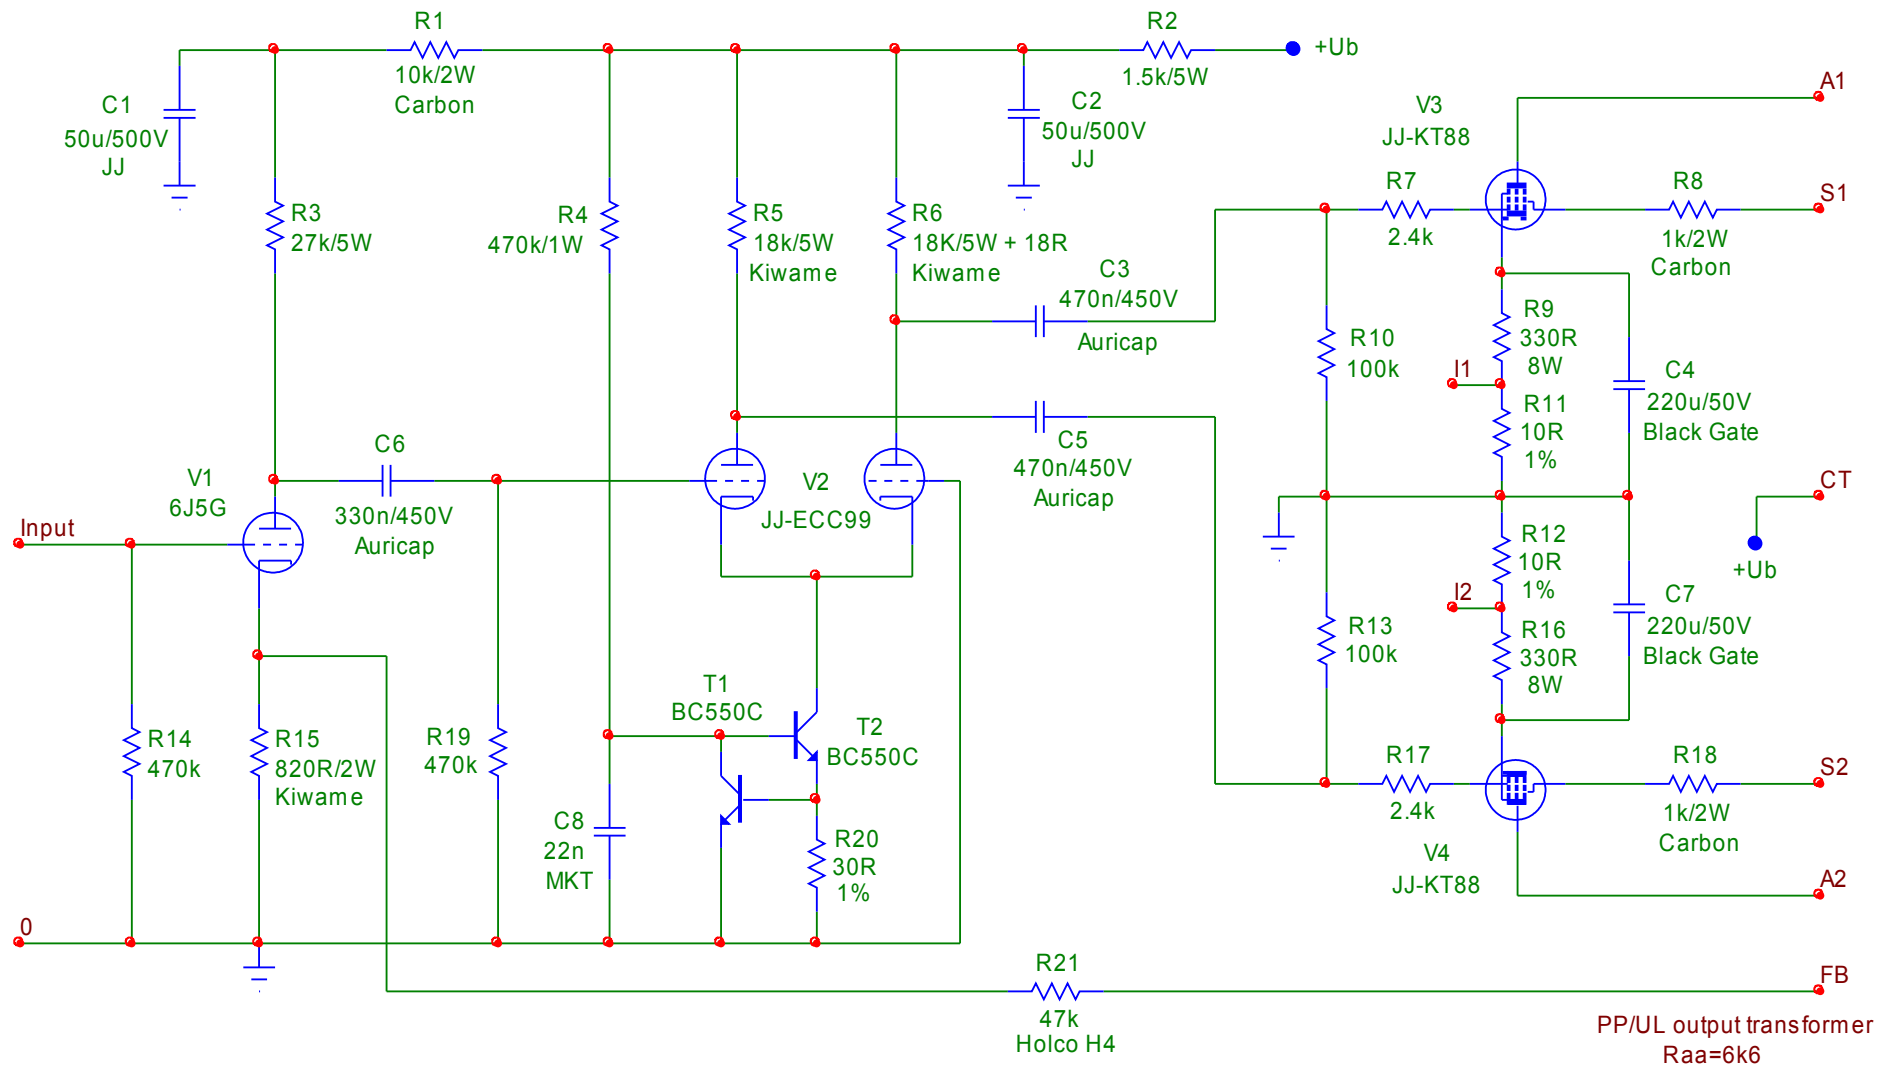 R1
10k/2W
Carbon
R2
1.5k/5W
+Ub
C1
50u/500V
JJ
C2
50u/500V
JJ
R3
27k/5W
R4
470k/1W
R5
18k/5W
Kiwame
R6
18K/5W + 18R
Kiwame
C3
470n/450V
Auricap
C5
470n/450V
Auricap
C6
330n/450V
Auricap
V1
6J5G
V2
JJ-ECC99
Input
R14
470k
R15
820R/2W
Kiwame
R19
470k
T1
BC550C
T2
BC550C
C8
22n
MKT
R20
30R
1%
0
R21
47k
Holco H4
V3
JJ-KT88
A1
R7
2.4k
R8
1k/2W
Carbon
S1
R10
100k
R9
330R
8W
I1
R11
10R
1%
C4
220u/50V
Black Gate
CT
+Ub
R12
10R
1%
I2
R13
100k
R16
330R
8W
C7
220u/50V
Black Gate
R17
2.4k
R18
1k/2W
Carbon
S2
V4
JJ-KT88
A2
FB
PP/UL output transformer
Raa=6k6